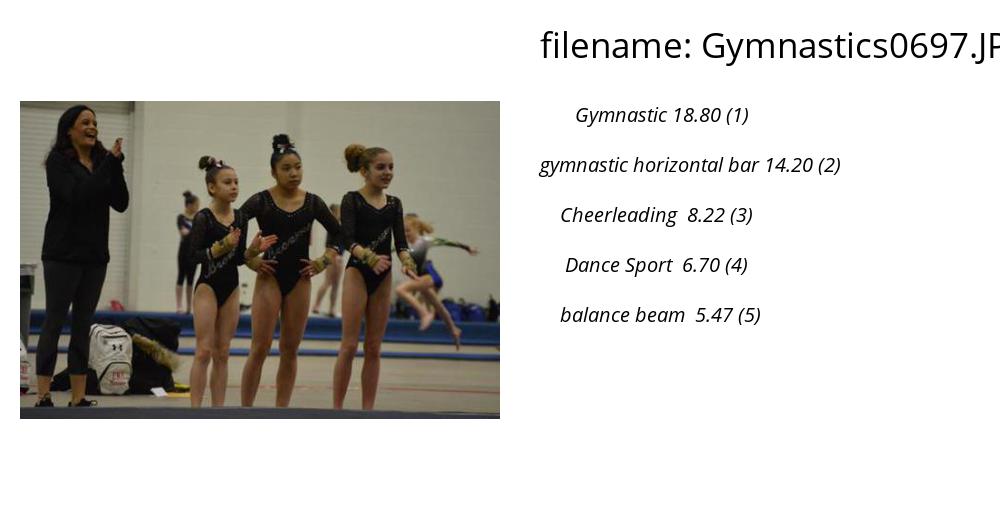 filename: Gymnastics0697.JP
Gymnastic 18.80 (1)
gymnastic horizontal bar 14.20 (2)
Cheerleading 8.22 (3)
Dance Sport 6.70 (4)
balance beam 5.47 (5)